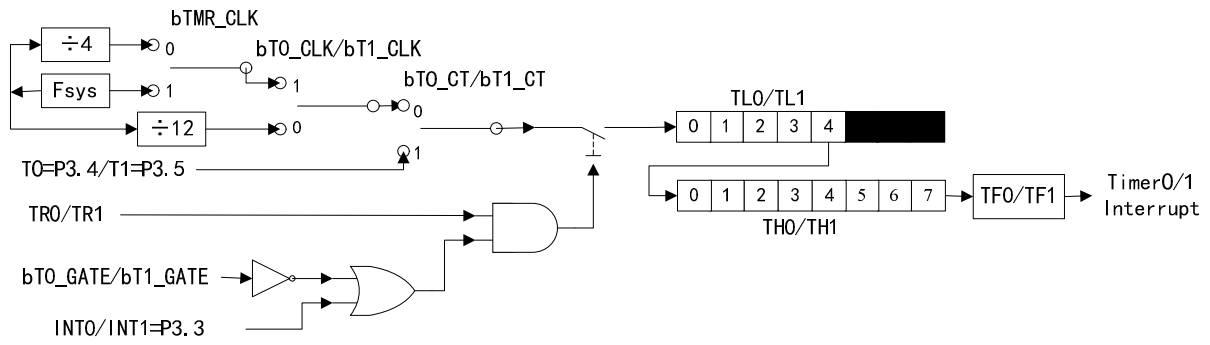 bTMR_CLK
÷4
0
bT0_CLK/bT1_CLK
Fsys
1
1
bT0_CT/bT1_CT
0
÷12
0
TL0/TL1
0 1 2 3 4
1
T0=P3.4/T1=P3.5
0 1 2 3 4 5 6 7
TF0/TF1
Timer0/1
Interrupt
TR0/TR1
TH0/TH1
bT0_GATE/bT1_GATE
INT0/INT1=P3.3